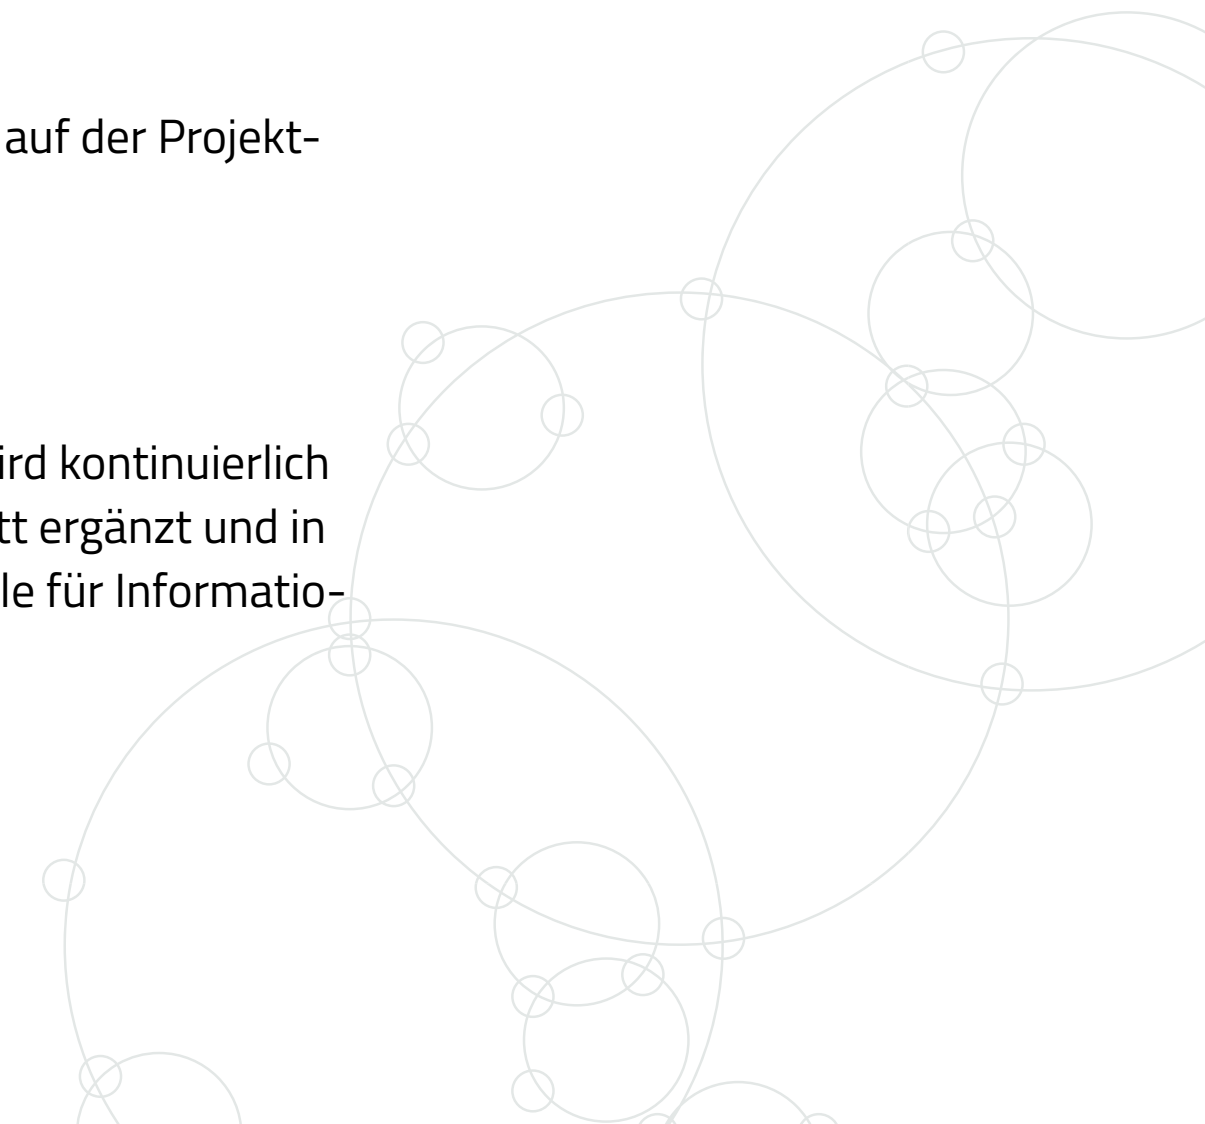 auf der Projekt-
ird kontinuierlich
tt ergänzt und in
le für Informatio-